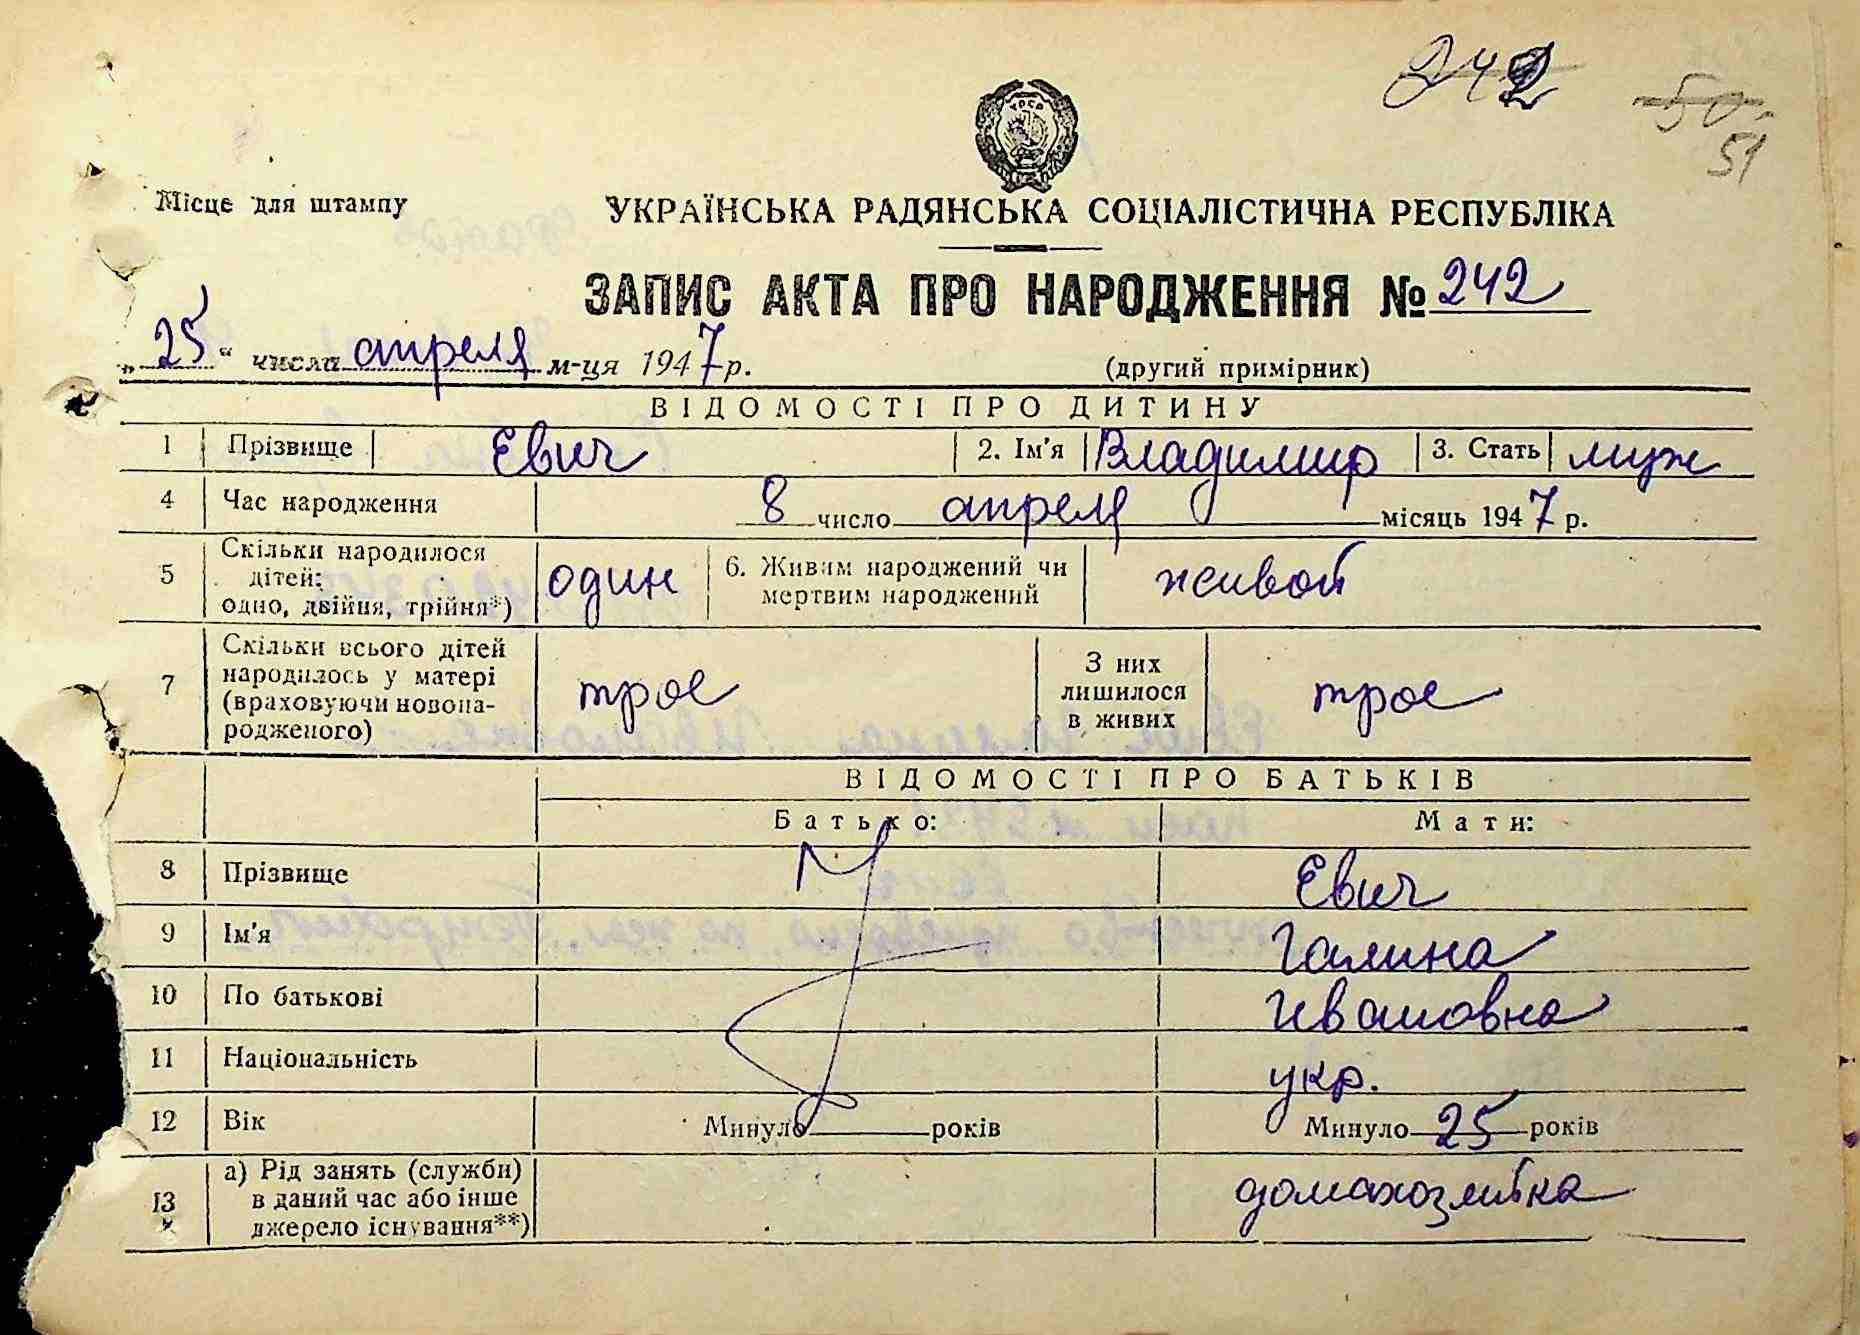 242
50.
51
УРСР
Місце для штампу
УКРАЇНСЬКА РАДЯНСЬКА СОЦІАЛІСТИЧНА РЕСПУБЛІКА
ЗАПИС АКТА ПРО НАРОДЖЕННЯ № 242
„25“ числа апреля м-ця 1947 р. (другий примірник)
ВІДОМОСТІ ПРО ДИТИНУ
1 Прізвище Евич 2. Ім'я Владимир 3. Стать муж
4 Час народження 8 число апреля місяць 1947 р.
5 Скільки народилося дітей: одно, двійня, трійня*) один 6. Живим народжений чи мертвим народжений живой
7 Скільки всього дітей народилось у матері (враховуючи новонародженого) трое З них лишилося в живих трое
ВІДОМОСТІ ПРО БАТЬКІВ
Батько: Мати:
8 Прізвище Евич
9 Ім'я Галина
10 По батькові Ивановна
11 Національність укр.
12 Вік Минуло років Минуло 25 років
13 а) Рід занять (служби) в даний час або інше джерело існування**) домахозяйка